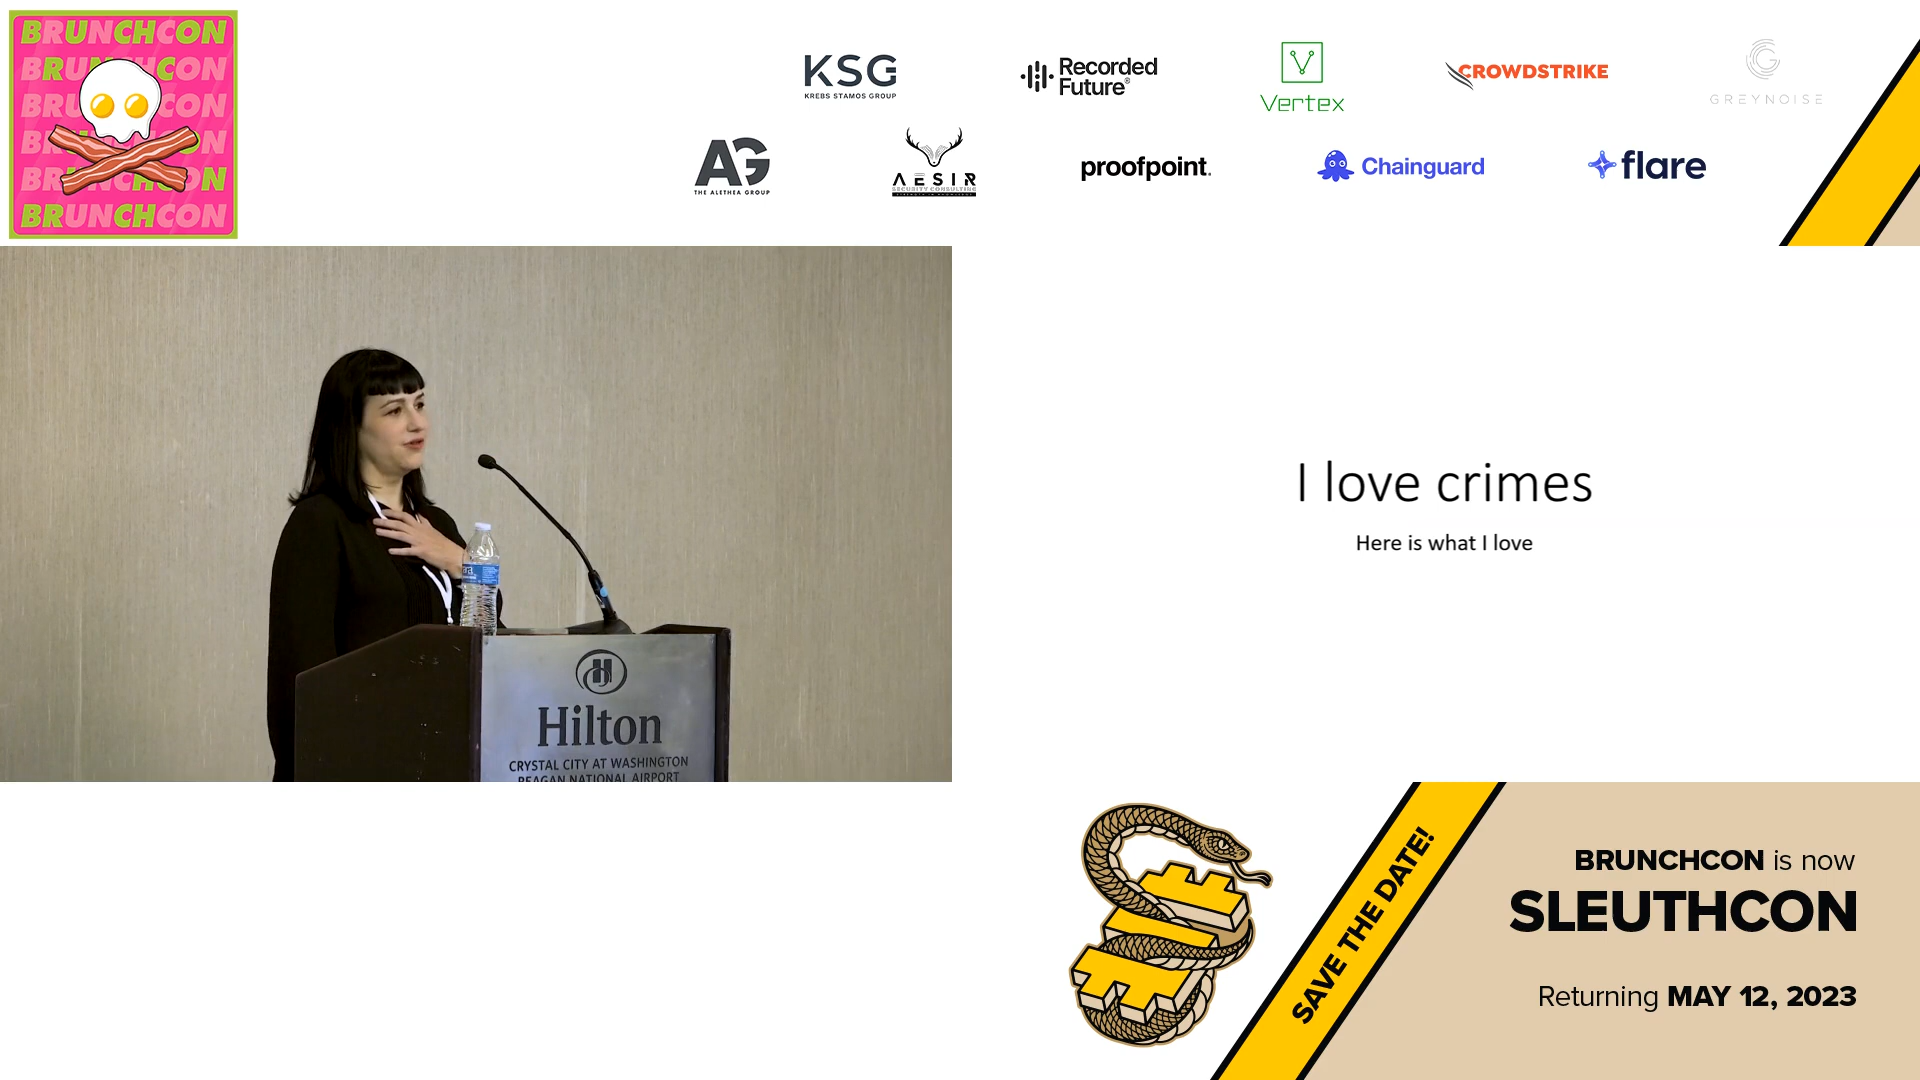 BRUNCHCON
BRUNCHCON
BRUNCHCON
BRUNCHCON
BRUNCHCON
BRUNCHCON
KSG
KREBS STAMOS GROUP
Recorded
Future®
Vertex
CROWDSTRIKE
GREYNOISE
AG
THE ALETHEA GROUP
AESIR
SECURITY CONSULTING
proofpoint.
Chainguard
flare
I love crimes
Here is what I love
Hilton
CRYSTAL CITY AT WASHINGTON
REAGAN NATIONAL AIRPORT
SAVE THE DATE!
BRUNCHCON is now
SLEUTHCON
Returning MAY 12, 2023